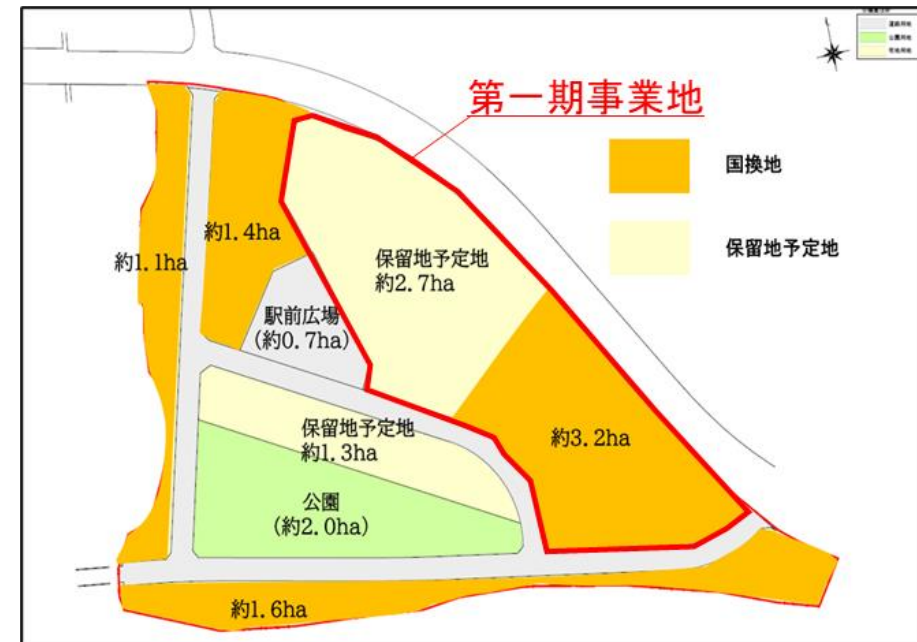 第一期事業地
国換地
保留地予定地
約1.4ha
約1.1ha
保留地予定地
約2.7ha
駅前広場
(約0.7ha)
保留地予定地
約1.3ha
約3.2ha
公園
(約2.0ha)
約1.6ha